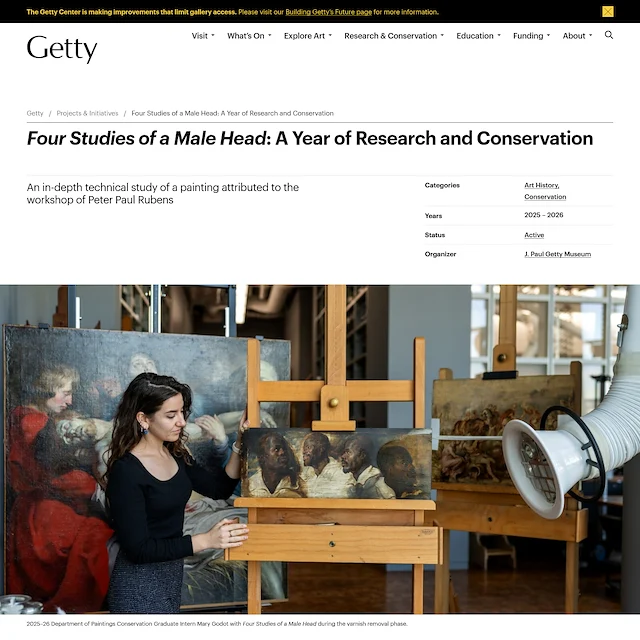 The Getty Center is making improvements that limit gallery access. Please visit our Building Getty's Future page for more information.
Getty
Visit
What's On
Explore Art
Research & Conservation
Education
Funding
About
Getty / Projects & Initiatives / Four Studies of a Male Head: A Year of Research and Conservation
Four Studies of a Male Head: A Year of Research and Conservation
An in-depth technical study of a painting attributed to the
workshop of Peter Paul Rubens
Categories
Art History,
Conservation
Years
2025 – 2026
Status
Active
Organizer
J. Paul Getty Museum
2025–26 Department of Paintings Conservation Graduate Intern Mary Godot with Four Studies of a Male Head during the varnish removal phase.